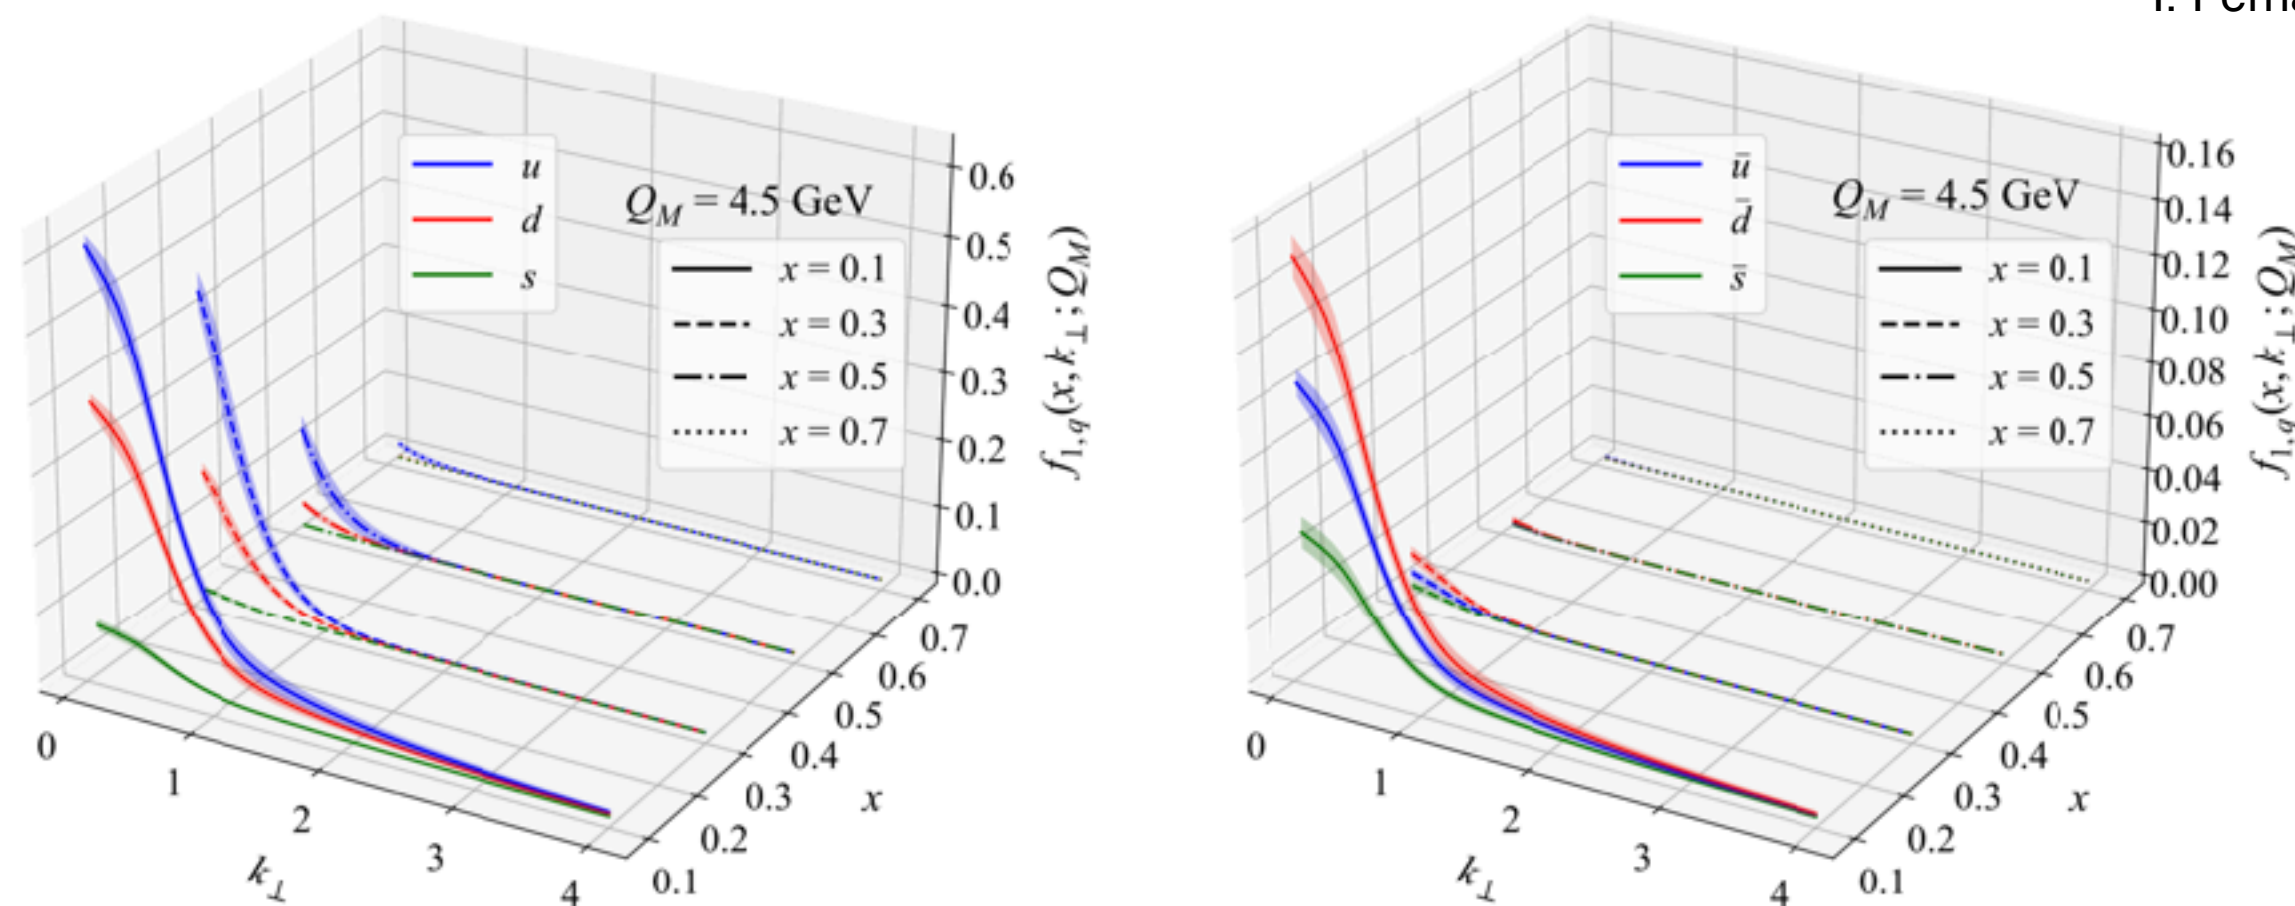 u
d
s
Q_M = 4.5 GeV
x = 0.1
x = 0.3
x = 0.5
x = 0.7
0.6
0.5
0.4
0.3
0.2
0.1
0.0
f_{1,q}(x, k_⊥; Q_M)
0.7
0.6
0.5
0.4
0.3
0.2
0.1
x
0
1
2
3
4
k_⊥
ū
d̄
s̄
Q_M = 4.5 GeV
x = 0.1
x = 0.3
x = 0.5
x = 0.7
0.16
0.14
0.12
0.10
0.08
0.06
0.04
0.02
0.00
f_{1,q}(x, k_⊥; Q_M)
0.7
0.6
0.5
0.4
0.3
0.2
0.1
x
0
1
2
3
4
k_⊥